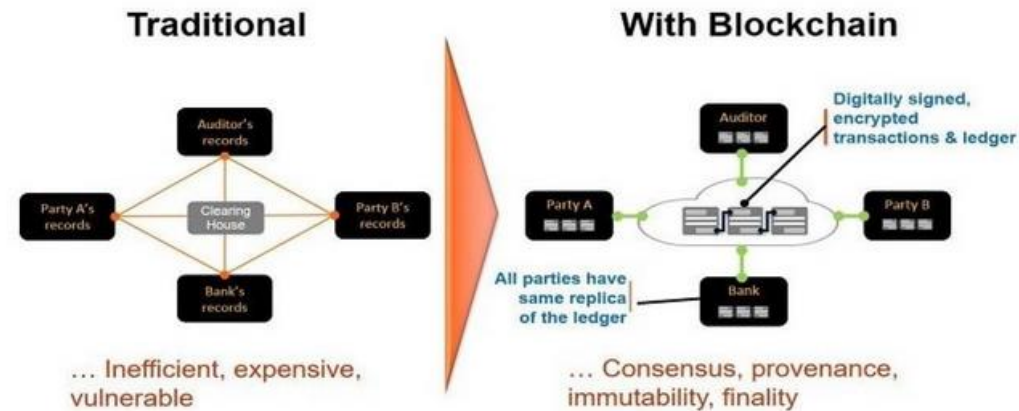 Traditional
Auditor's
records
Party A's
records
Clearing
House
Party B's
records
Bank's
records
... Inefficient, expensive,
vulnerable
With Blockchain
Digitally signed,
encrypted
transactions & ledger
Auditor
Party A
Party B
All parties have
same replica
of the ledger
Bank
... Consensus, provenance,
immutability, finality